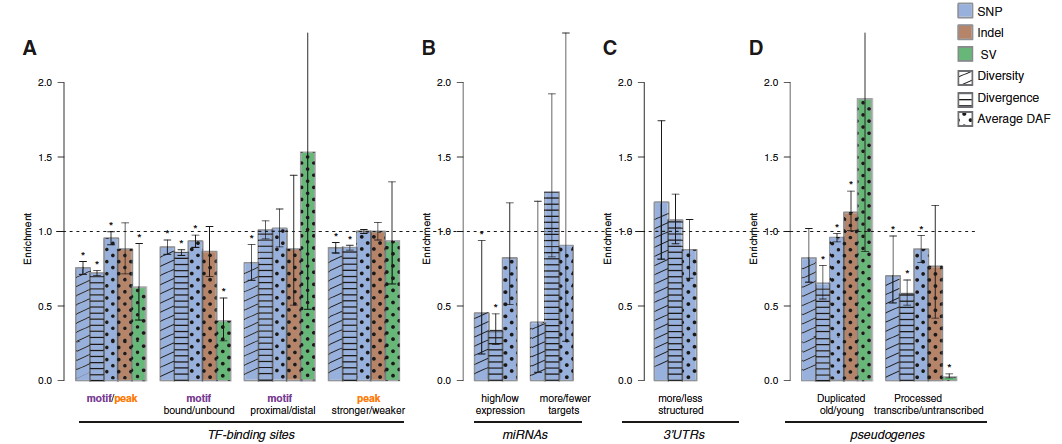 SNP
Indel
SV
Diversity
Divergence
Average DAF
A
Enrichment
2.0
1.5
1.0
0.5
0.0
* * * *
* * * *
*
* *
motif/peak
motif
bound/unbound
motif
proximal/distal
peak
stronger/weaker
TF-binding sites
B
Enrichment
2.0
1.5
1.0
0.5
0.0
* *
high/low
expression
more/fewer
targets
miRNAs
C
Enrichment
2.0
1.5
1.0
0.5
0.0
more/less
structured
3'UTRs
D
Enrichment
2.0
1.5
1.0
0.5
0.0
* * *
* * * *
Duplicated
old/young
Processed
transcribe/untranscribed
pseudogenes